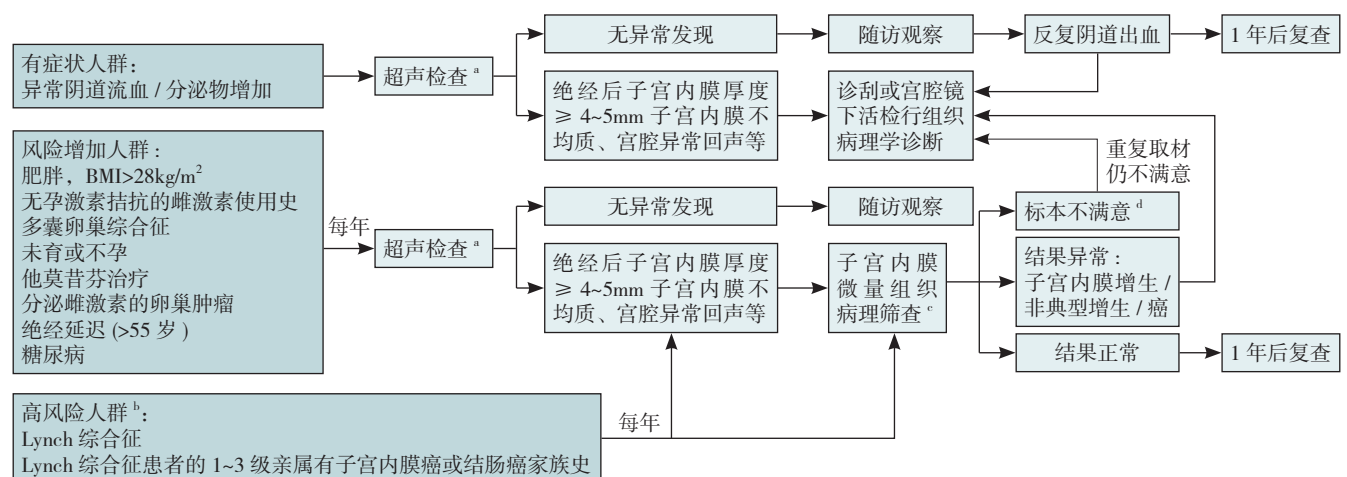 有症状人群：
异常阴道流血 / 分泌物增加
超声检查 a
无异常发现
随访观察
反复阴道出血
1 年后复查
绝经后子宫内膜厚度
≥ 4~5mm 子宫内膜不
均质、宫腔异常回声等
诊刮或宫腔镜
下活检行组织
病理学诊断
重复取材
仍不满意
风险增加人群：
肥胖，BMI>28kg/m²
无孕激素拮抗的雌激素使用史
多囊卵巢综合征
未育或不孕
他莫昔芬治疗
分泌雌激素的卵巢肿瘤
绝经延迟 (>55 岁 )
糖尿病
每年
超声检查 a
无异常发现
随访观察
绝经后子宫内膜厚度
≥ 4~5mm 子宫内膜不
均质、宫腔异常回声等
子宫内膜
微量组织
病理筛查 c
标本不满意 d
结果异常：
子宫内膜增生 /
非典型增生 / 癌
结果正常
1 年后复查
高风险人群 b：
Lynch 综合征
Lynch 综合征患者的 1~3 级亲属有子宫内膜癌或结肠癌家族史
每年